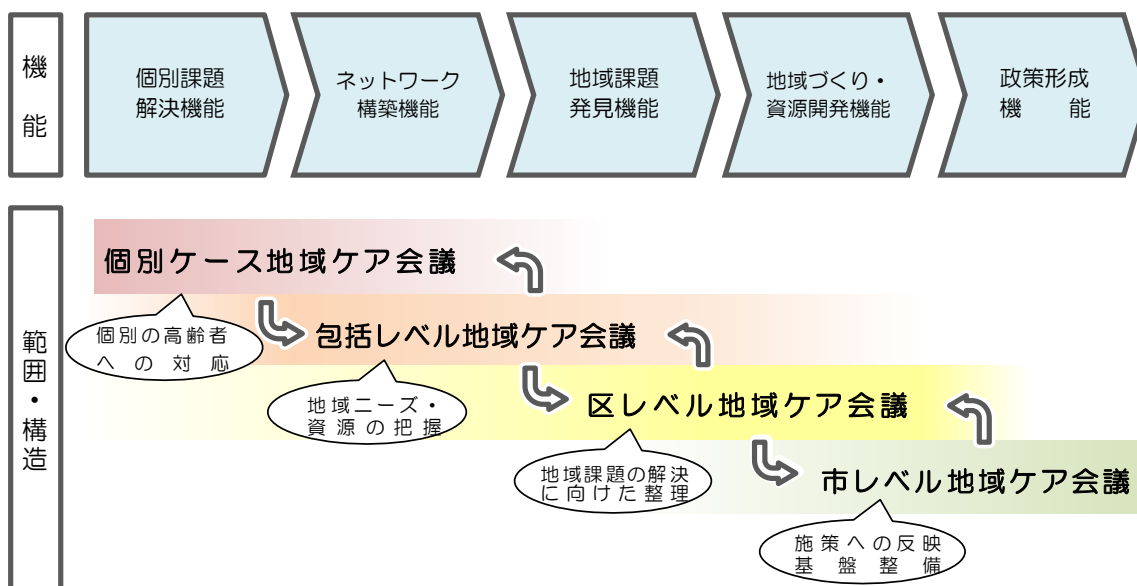 機能
個別課題
解決機能
ネットワーク
構築機能
地域課題
発見機能
地域づくり・
資源開発機能
政策形成
機能
範囲・構造
個別ケース地域ケア会議
個別の高齢者
への対応
包括レベル地域ケア会議
地域ニーズ・
資源の把握
区レベル地域ケア会議
地域課題の解決
に向けた整理
市レベル地域ケア会議
施策への反映
基盤整備